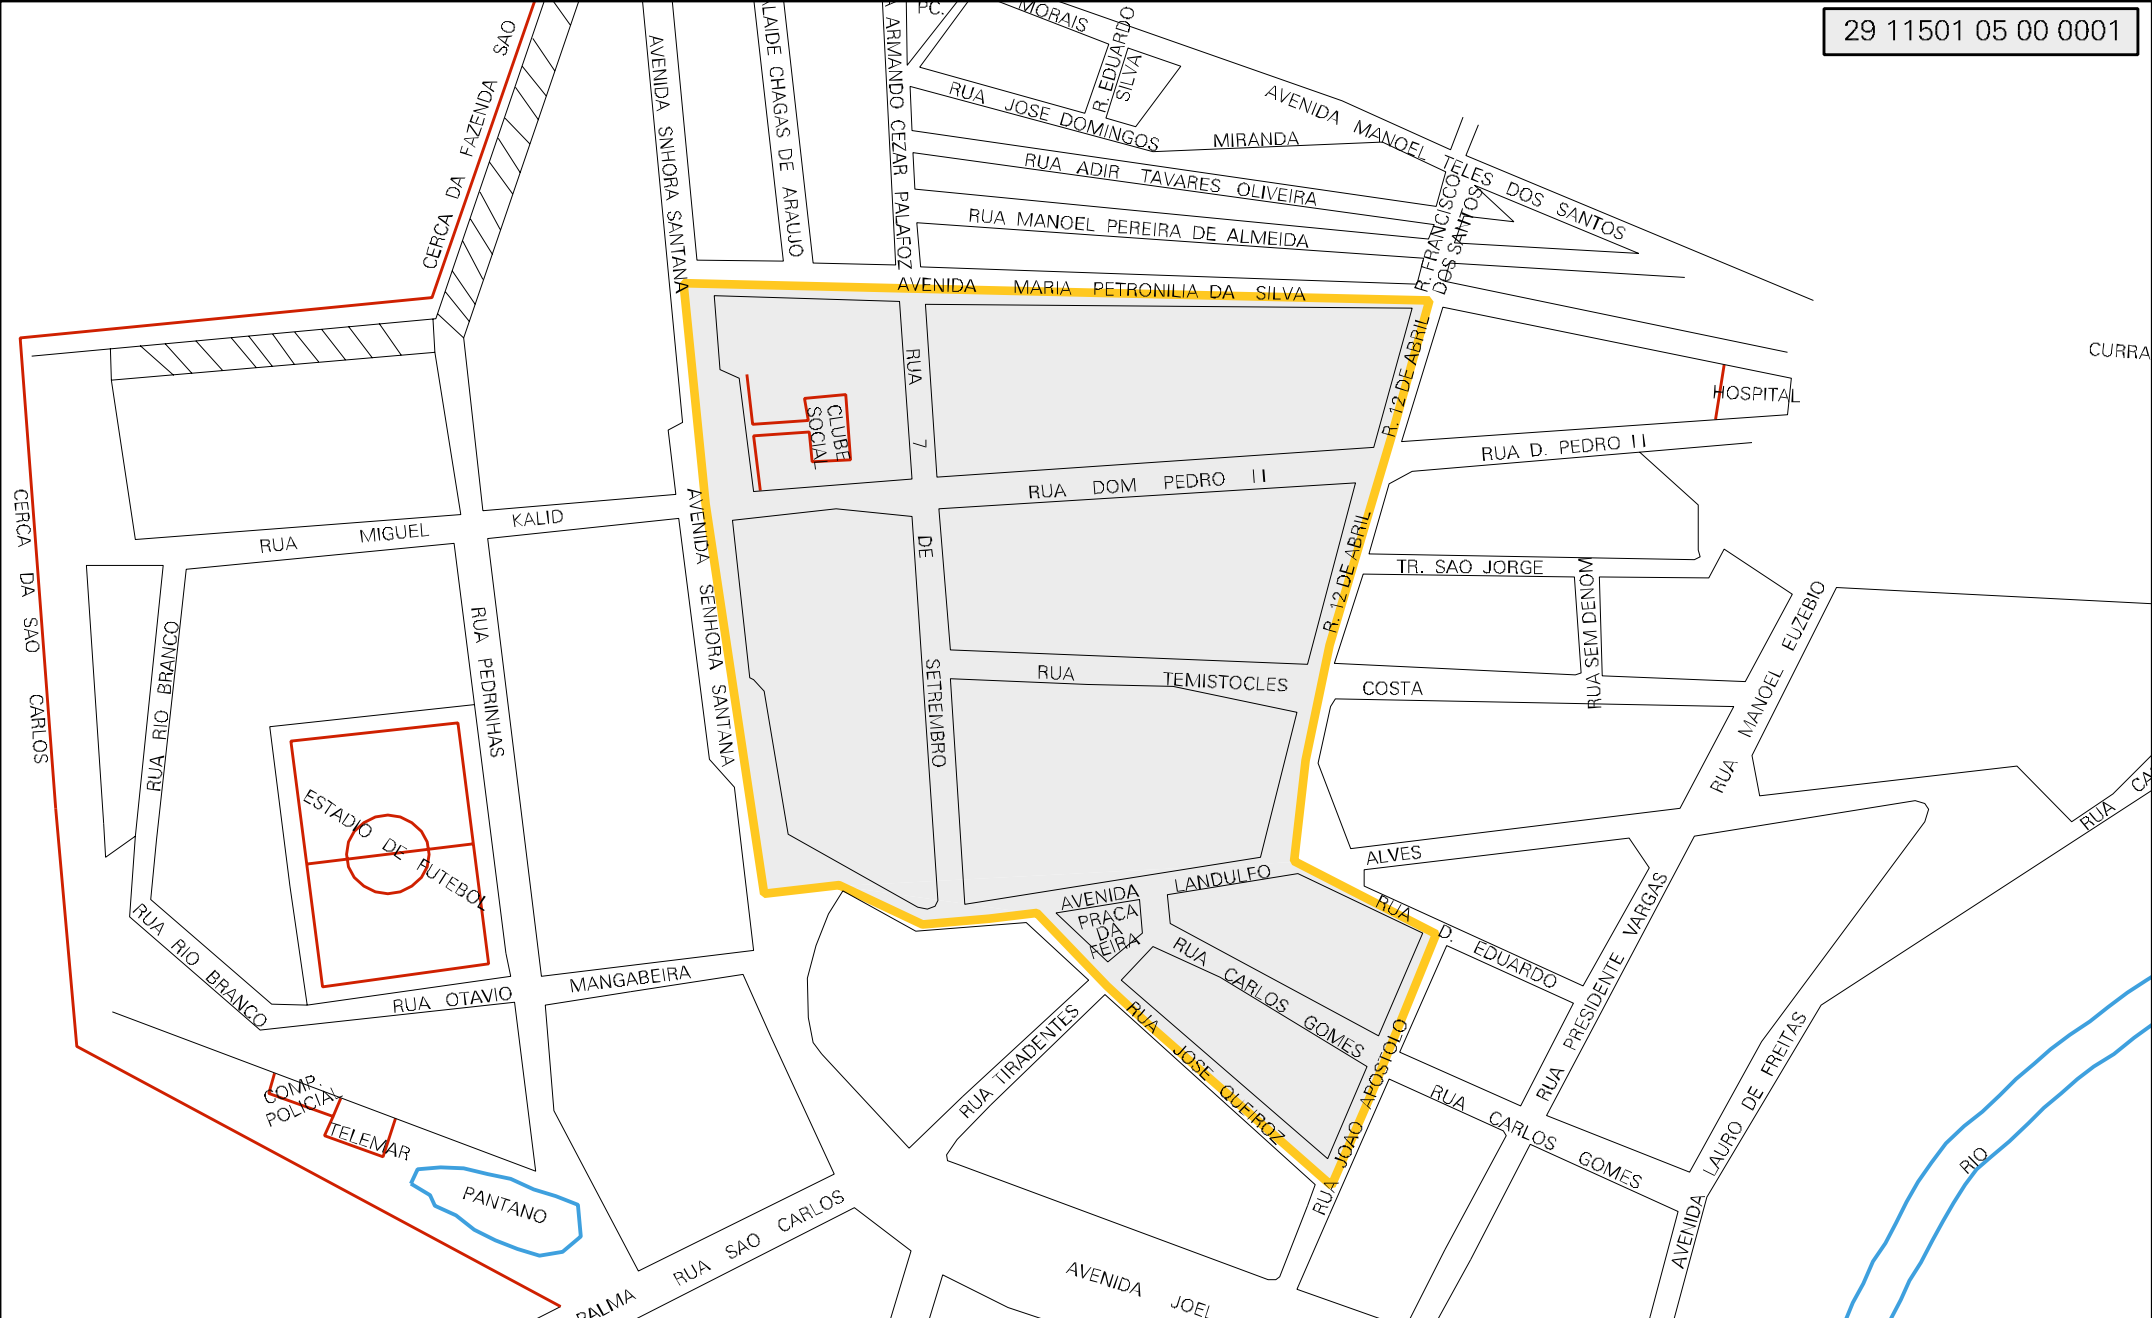 29 11501 05 00 0001
PC.
MORAIS
R. EDUARDO
SILVA
AVENIDA MANOEL TELES DOS SANTOS
RUA JOSE DOMINGOS MIRANDA
RUA ADIR TAVARES OLIVEIRA
RUA MANOEL PEREIRA DE ALMEIDA
R. FRANCISCO
DOS SANTOS
CERCA DA FAZENDA SAO
AVENIDA SNHORA SANTANA
LAIDE CHAGAS DE ARAUJO
A ARMANDO CEZAR PALAFOZ
AVENIDA MARIA PETRONILIA DA SILVA
CURRA
HOSPITAL
R. 12 DE ABRIL
RUA 7 DE SETREMBRO
CLUBE
SOCIAL
RUA D. PEDRO II
RUA DOM PEDRO II
RUA MIGUEL KALID
CERCA DA SAO CARLOS
AVENIDA SENHORA SANTANA
R. 12 DE ABRIL
TR. SAO JORGE
RUA SEM DENOM
RUA MANOEL EUZEBIO
RUA RIO BRANCO
RUA PEDRINHAS
RUA TEMISTOCLES COSTA
ESTADIO DE FUTEBOL
RUA CA
AVENIDA LANDULFO ALVES
PRACA
DA
FEIRA
RUA D. EDUARDO
RUA PRESIDENTE VARGAS
RUA RIO BRANCO
RUA OTAVIO MANGABEIRA
RUA CARLOS GOMES
RUA JOSE QUEIROZ
RUA TIRADENTES
RUA JOAO APOSTOLO
RUA CARLOS GOMES
AVENIDA LAURO DE FREITAS
RIO
COMP.
POLICIAL
TELEMAR
PANTANO
PALMA
RUA SAO CARLOS
AVENIDA JOEL